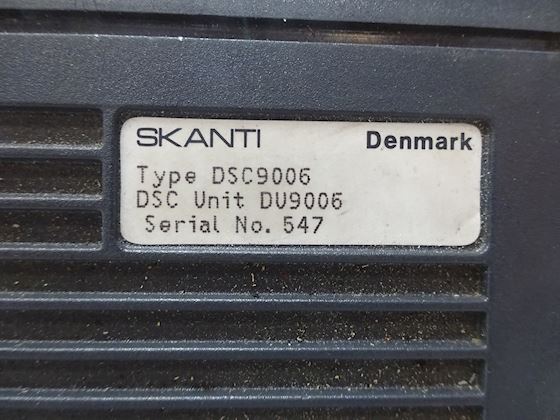 SKANTI Denmark
Type DSC9006
DSC Unit DU9006
Serial No. 547